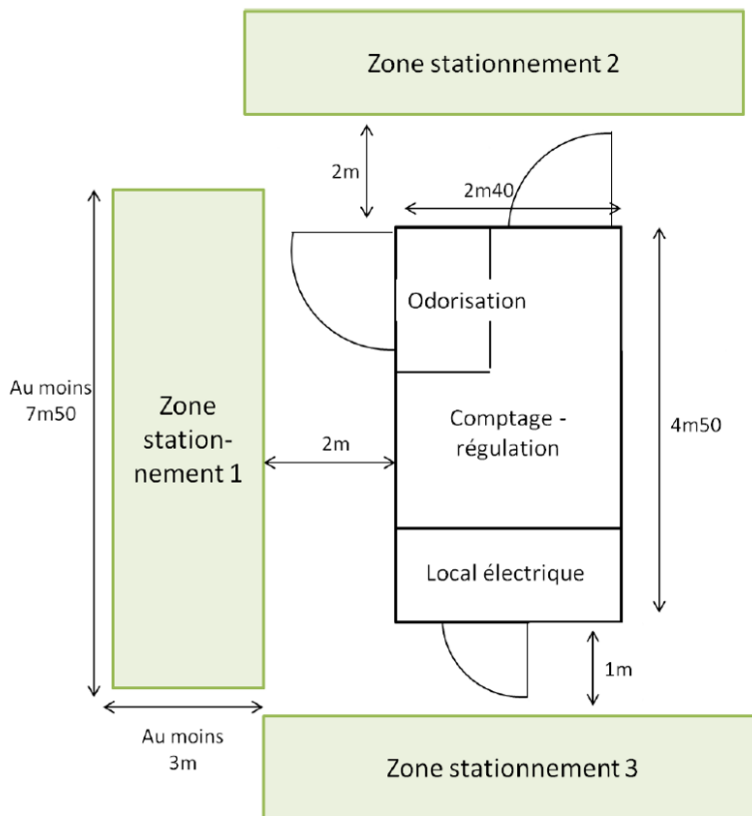 Zone stationnement 2
2m
2m40
Odorisation
Au moins
7m50
Zone
station-
nement 1
2m
Comptage -
régulation
4m50
Local électrique
1m
Au moins
3m
Zone stationnement 3